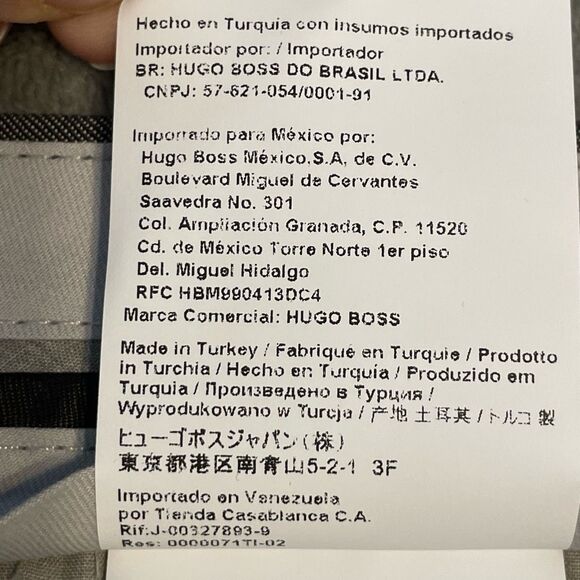 Hecho en Turquía con insumos importados
Importador por: / Importador
BR: HUGO BOSS DO BRASIL LTDA.
CNPJ: 57-621-054/0001-91
Importado para México por:
Hugo Boss México,S.A, de C.V.
Boulevard Miguel de Cervantes
Saavedra No. 301
Col. Ampliación Granada, C.P. 11520
Cd. de México Torre Norte 1er piso
Del. Miguel Hidalgo
RFC HBM990413DC4
Marca Comercial: HUGO BOSS
Made in Turkey / Fabriqué en Turquie / Prodotto
in Turchia / Hecho en Turquía / Produzido em
Turquia / Произведено в Турция /
Wyprodukowano w Turcja / 产地 土耳其 / トルコ 製
ヒューゴボスジャパン(株)
東京都港区南青山5-2-1 3F
Importado en Venezuela
por Tienda Casablanca C.A.
Rif:J-00327893-9
Res: 0000071TI-02